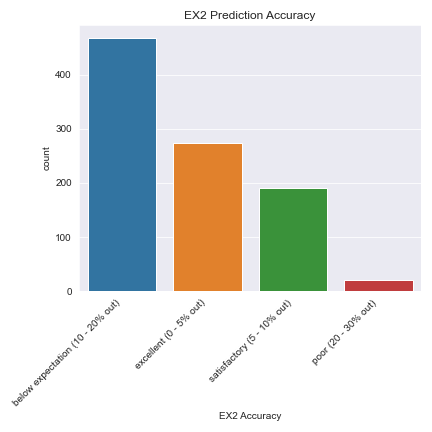 EX2 Prediction Accuracy
400
300
200
100
0
count
below expectation (10 - 20% out)
excellent (0 - 5% out)
satisfactory (5 - 10% out)
poor (20 - 30% out)
EX2 Accuracy